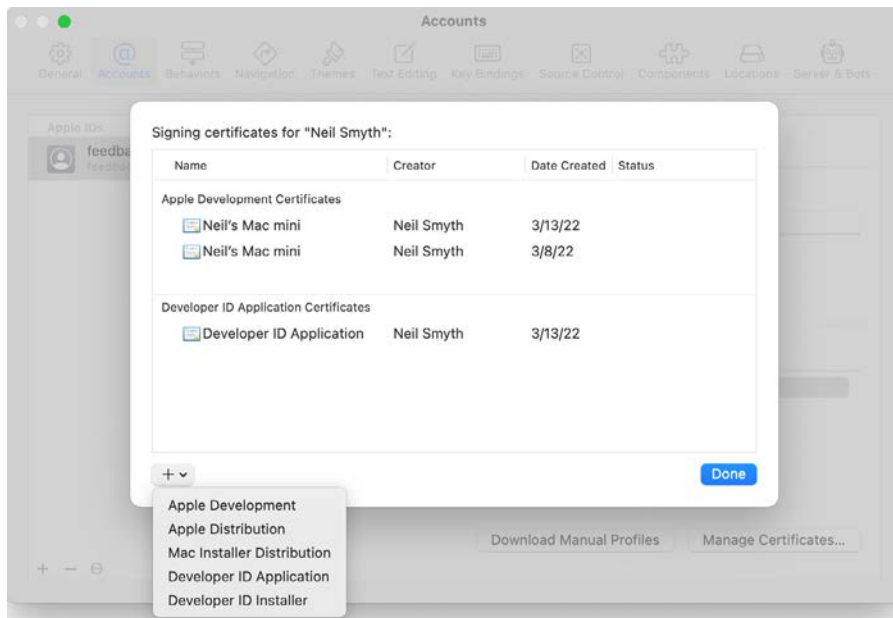 Accounts
General Accounts Behaviors Navigation Themes Text Editing Key Bindings Source Control Components Locations Server & Bots
Apple IDs
feedba
feedba
Signing certificates for "Neil Smyth":
Name Creator Date Created Status
Apple Development Certificates
Neil's Mac mini Neil Smyth 3/13/22
Neil's Mac mini Neil Smyth 3/8/22
Developer ID Application Certificates
Developer ID Application Neil Smyth 3/13/22
+ Done
Apple Development
Apple Distribution
Mac Installer Distribution
Developer ID Application
Developer ID Installer
Download Manual Profiles Manage Certificates...